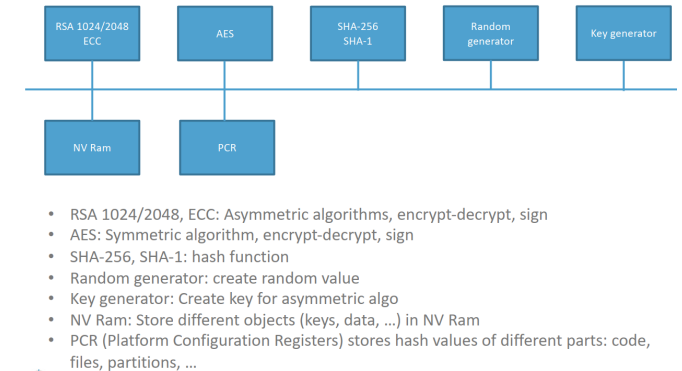 RSA 1024/2048
ECC
AES
SHA-256
SHA-1
Random
generator
Key generator
NV Ram
PCR
• RSA 1024/2048, ECC: Asymmetric algorithms, encrypt-decrypt, sign
• AES: Symmetric algorithm, encrypt-decrypt, sign
• SHA-256, SHA-1: hash function
• Random generator: create random value
• Key generator: Create key for asymmetric algo
• NV Ram: Store different objects (keys, data, ...) in NV Ram
• PCR (Platform Configuration Registers) stores hash values of different parts: code,
files, partitions, ...